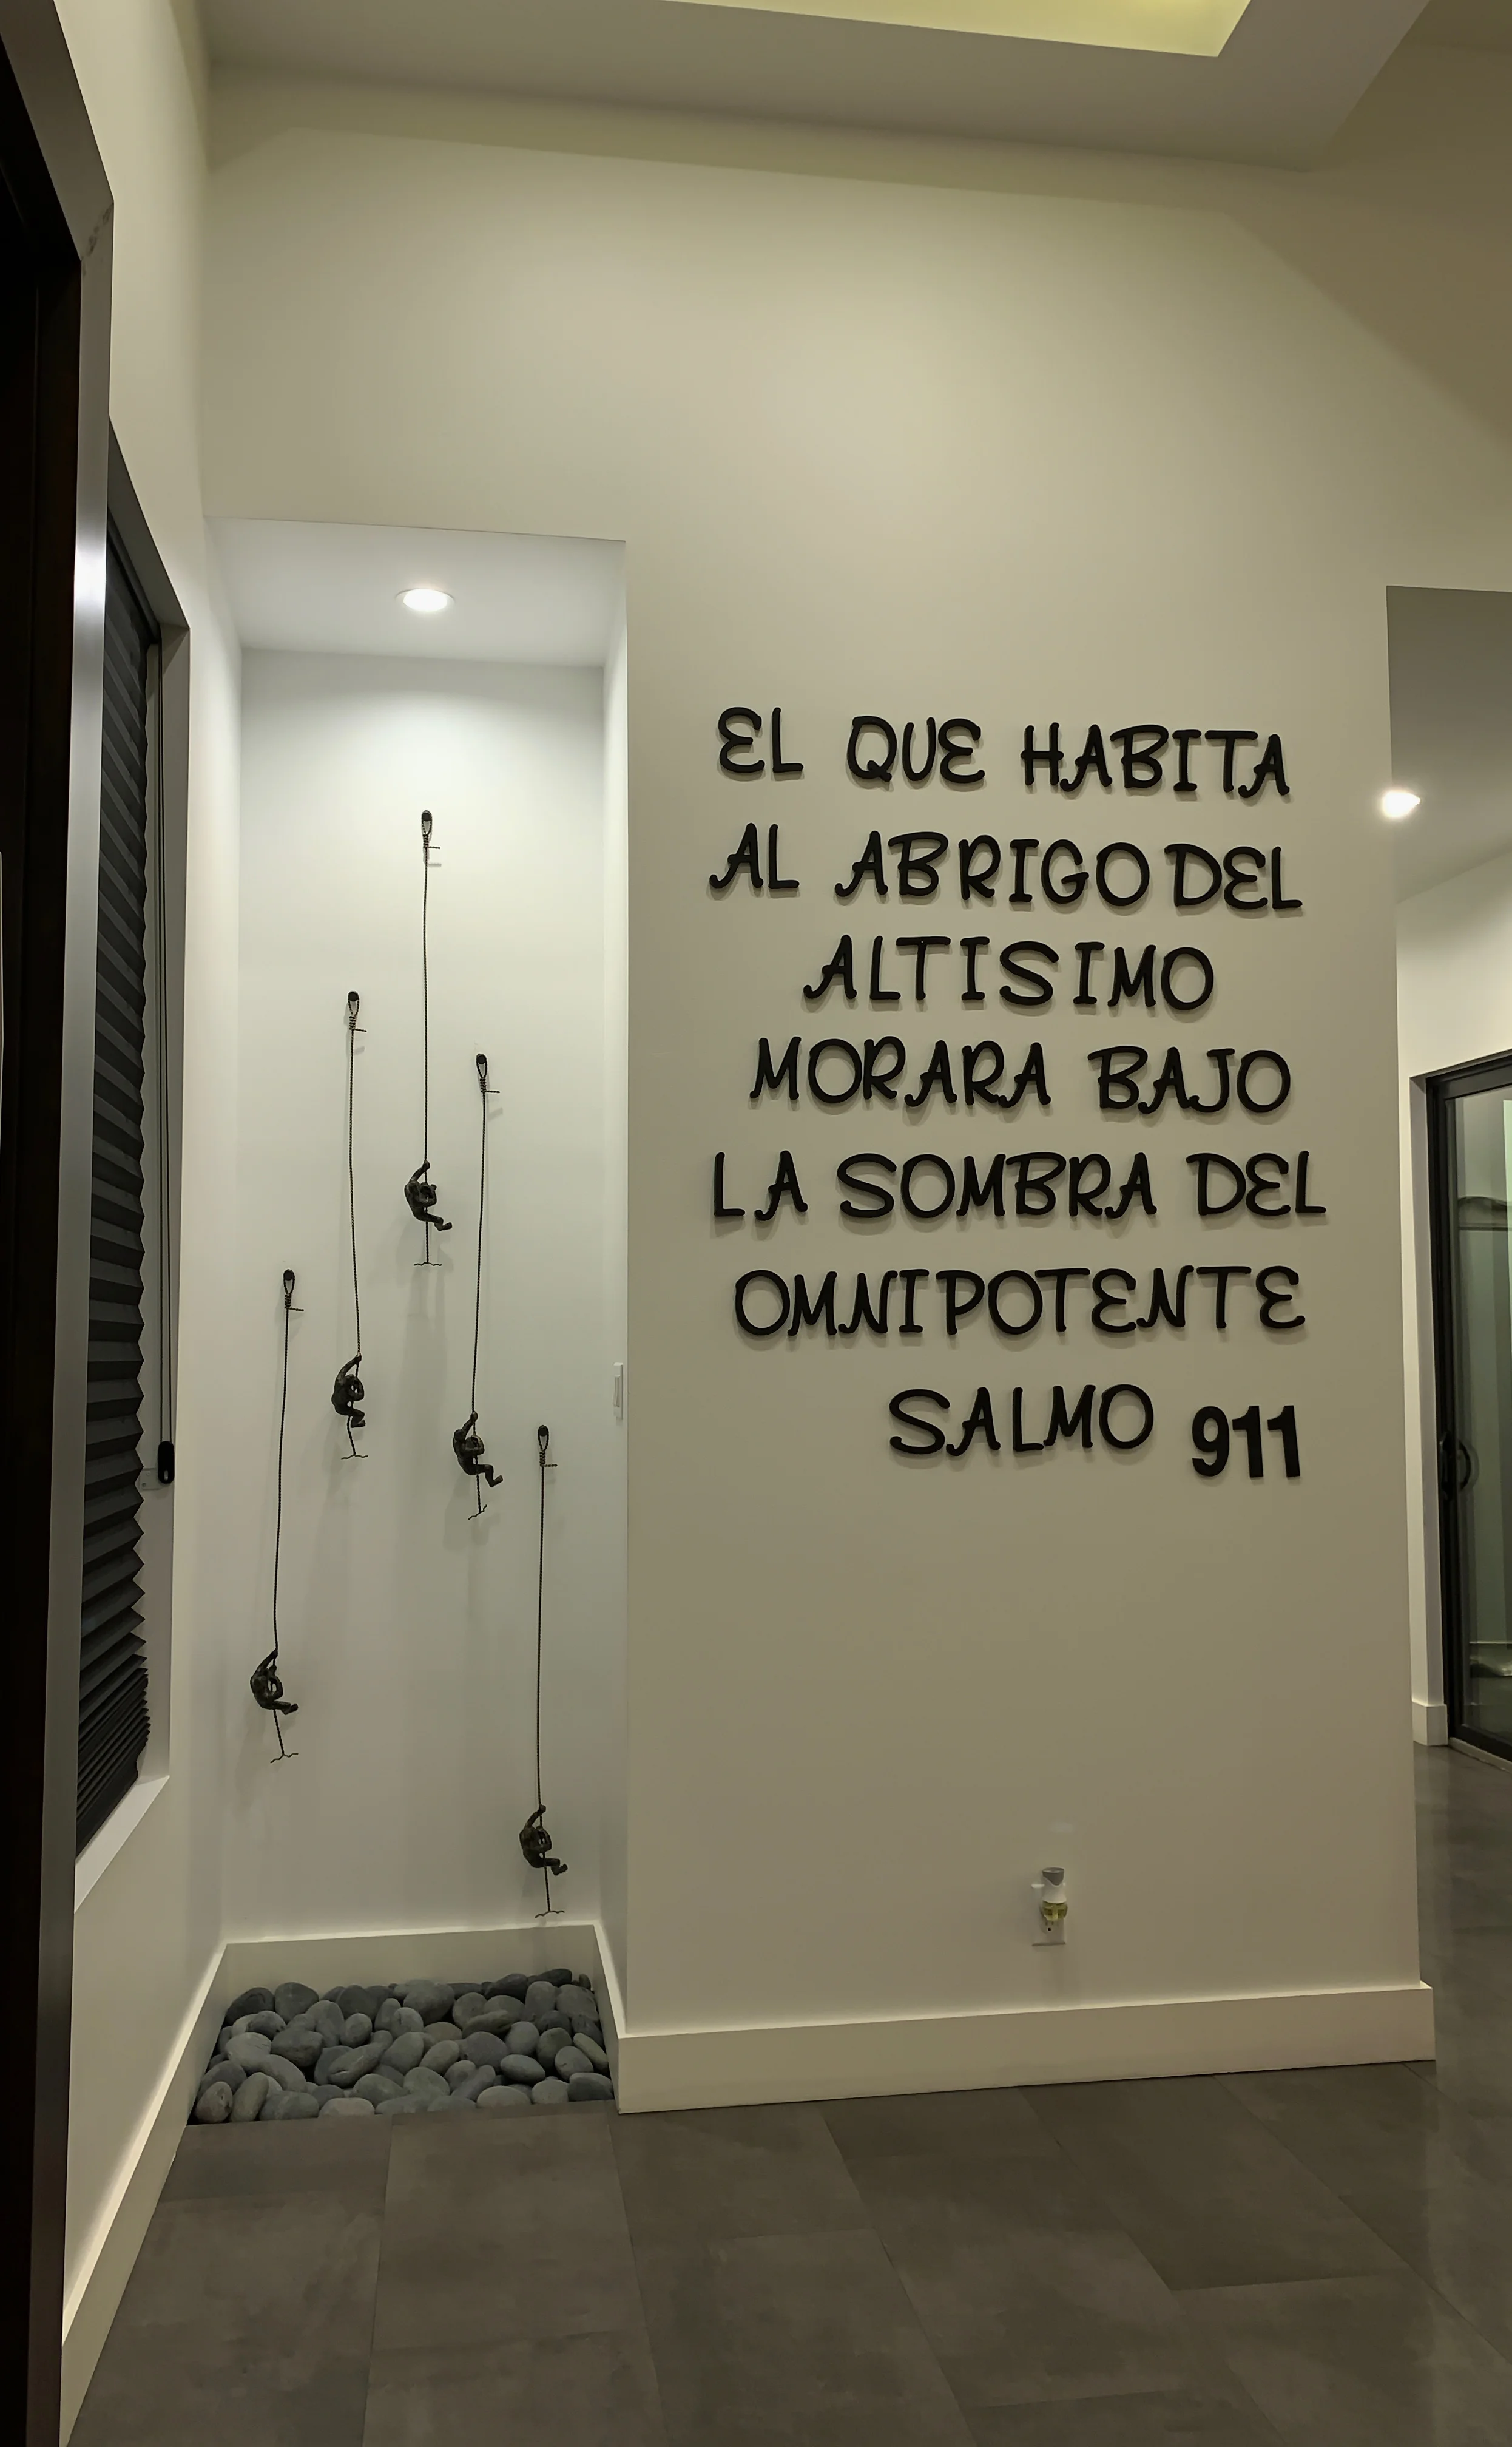 EL QUE HABITA
AL ABRIGO DEL
ALTISIMO
MORARA BAJO
LA SOMBRA DEL
OMNIPOTENTE
SALMO 911